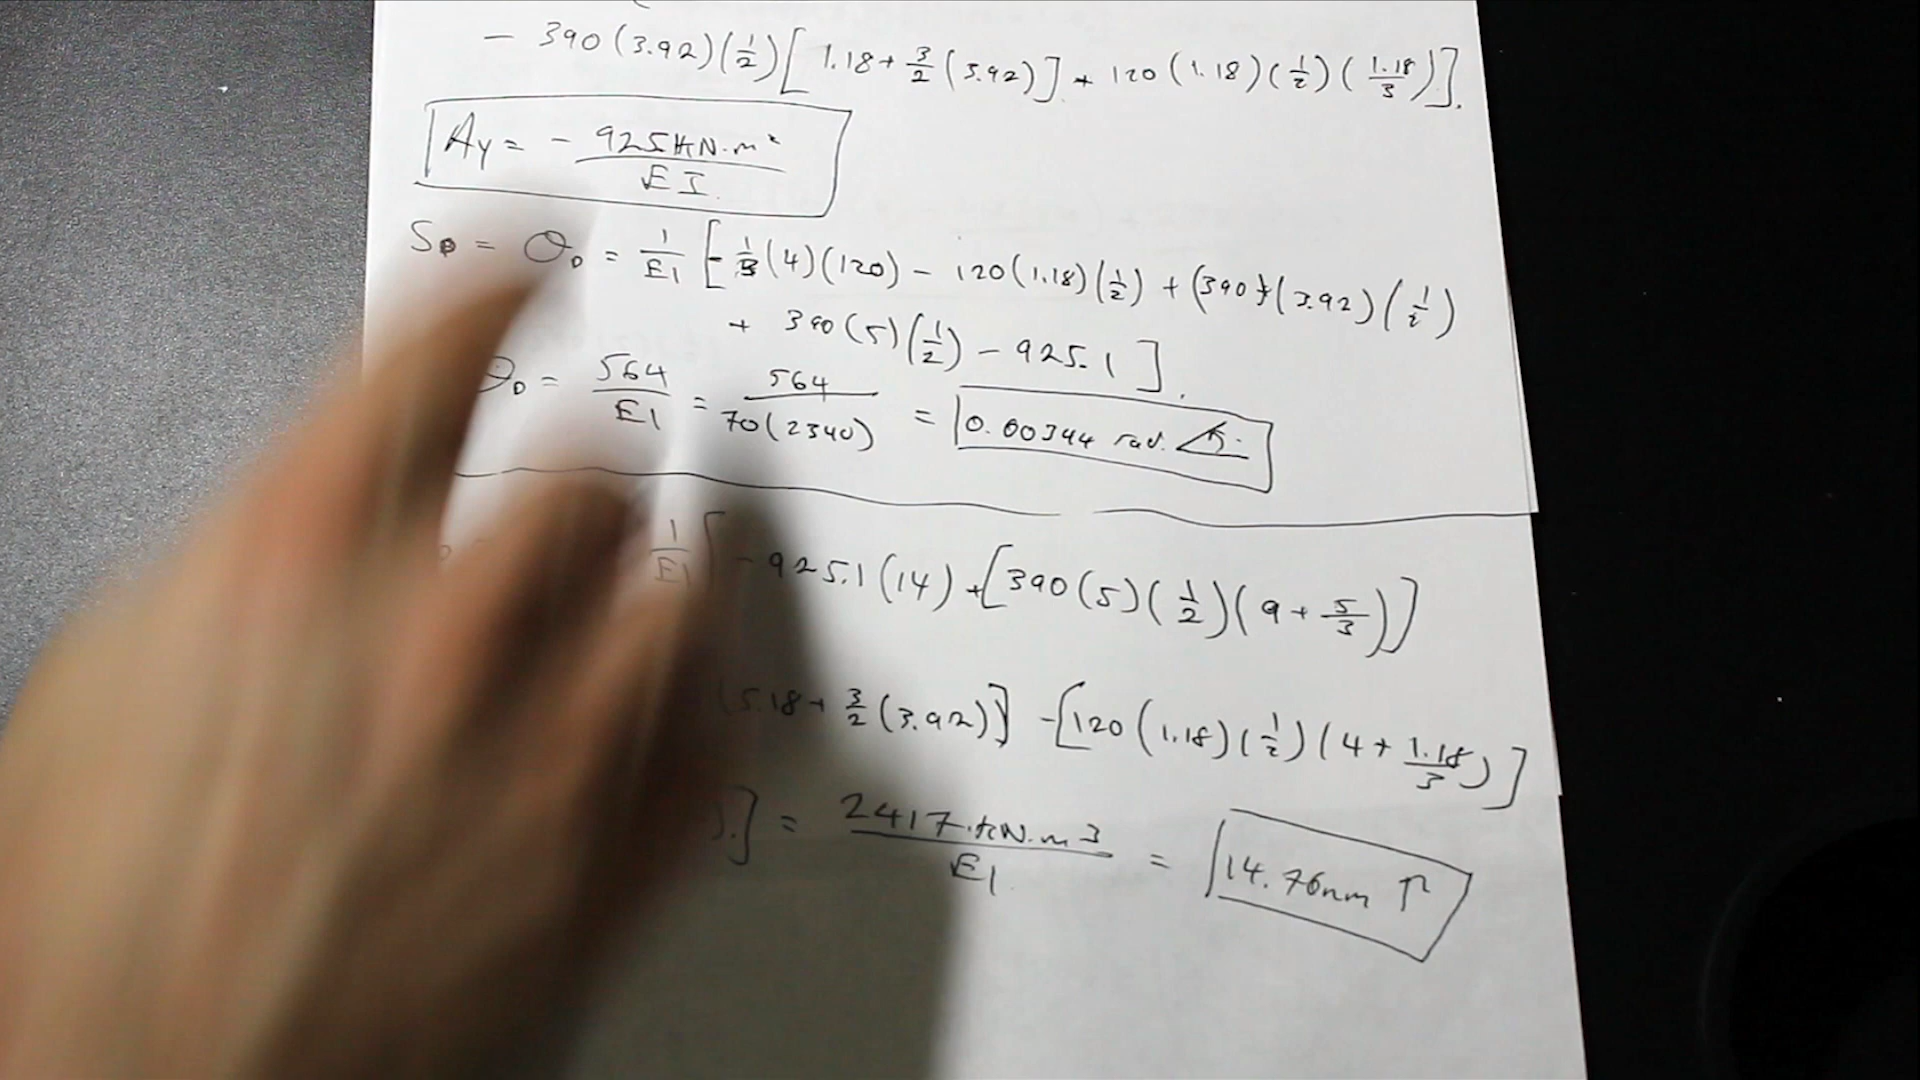 - 390(3.92)(1/2)[1.18+ 3/2 (3.92)] + 120(1.18)(1/2)(1.18/3)].
Ay = - 925 kN.m²/EI.
SD = θD = 1/EI [-1/3(4)(120) - 120(1.18)(1/2) + (390)(3.92)(1/2)
+ 390(5)(1/2) - 925.1].
θD = 564/EI = 564/70(2340) = 0.00344 rad.
1/EI [-925.1(14) + [390(5)(1/2)(9 + 5/3)]
(5.18+ 3/2 (3.92))] - [120(1.18)(1/2)(4 + 1.18/3)]
] = 2417.kN.m3/EI. = 14.76mm ↑